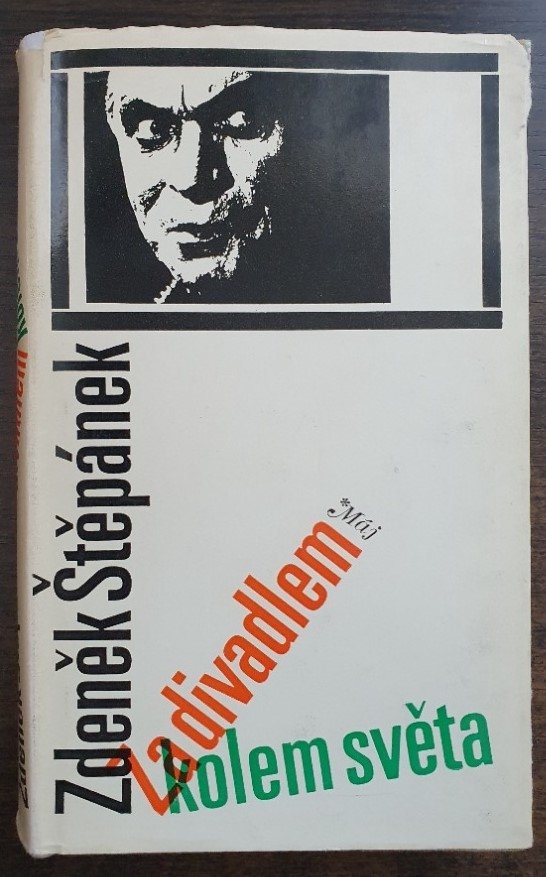 Zdeněk Štěpánek
Za divadlem
kolem světa
*Máj